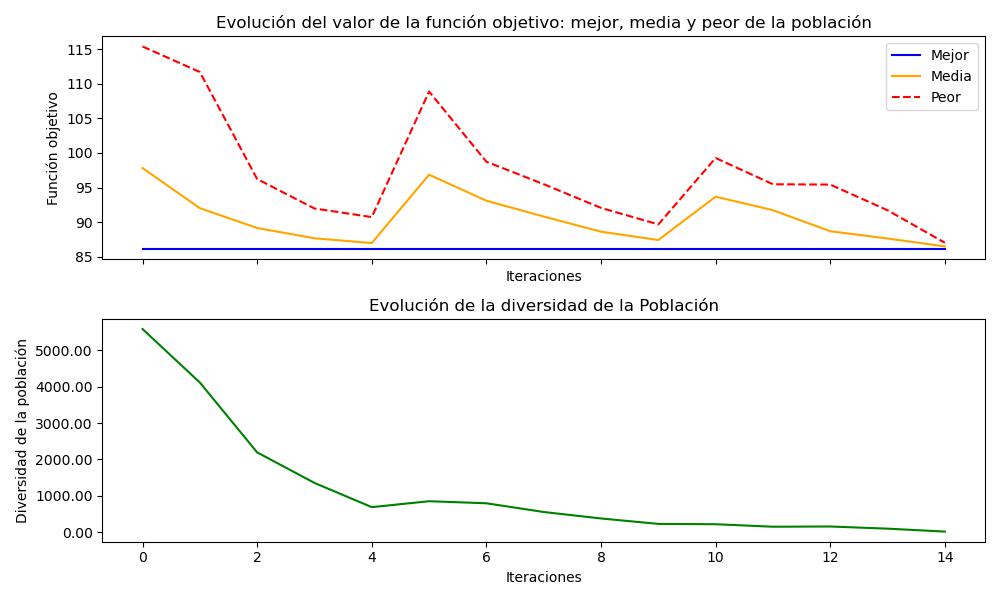 Evolución del valor de la función objetivo: mejor, media y peor de la población
115
110
105
100
95
90
85
Función objetivo
Mejor
Media
Peor
Iteraciones
Evolución de la diversidad de la Población
5000.00
4000.00
3000.00
2000.00
1000.00
0.00
Diversidad de la población
0 2 4 6 8 10 12 14
Iteraciones